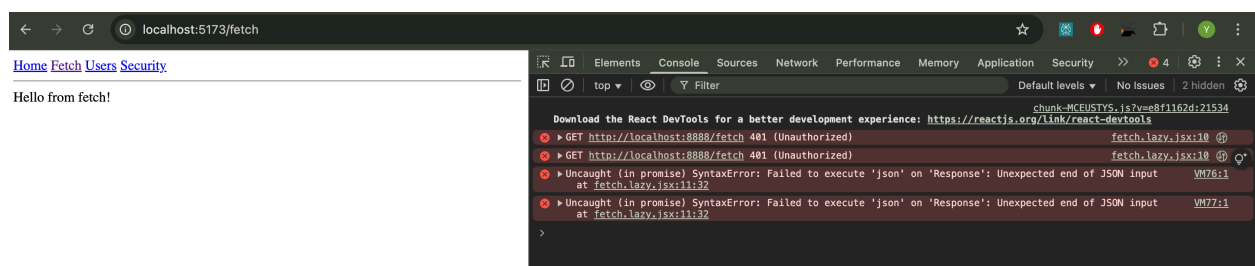 localhost:5173/fetch
Y
Home Fetch Users Security
Hello from fetch!
Elements Console Sources Network Performance Memory Application Security 4
top Filter Default levels No Issues 2 hidden
chunk-MCEUSTYS.js?v=e8f1162d:21534
Download the React DevTools for a better development experience: https://reactjs.org/link/react-devtools
GET http://localhost:8888/fetch 401 (Unauthorized) fetch.lazy.jsx:10
GET http://localhost:8888/fetch 401 (Unauthorized) fetch.lazy.jsx:10
Uncaught (in promise) SyntaxError: Failed to execute 'json' on 'Response': Unexpected end of JSON input VM76:1
at fetch.lazy.jsx:11:32
Uncaught (in promise) SyntaxError: Failed to execute 'json' on 'Response': Unexpected end of JSON input VM77:1
at fetch.lazy.jsx:11:32